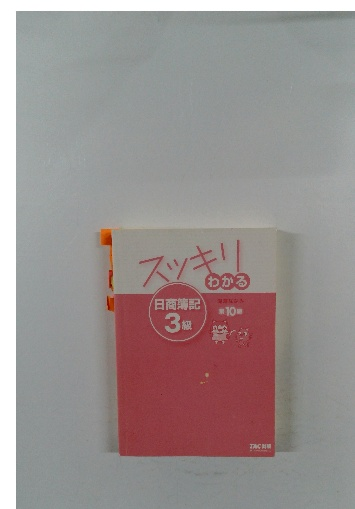 スッキリ
わかる
日商簿記
3級
第10版
TAC出版